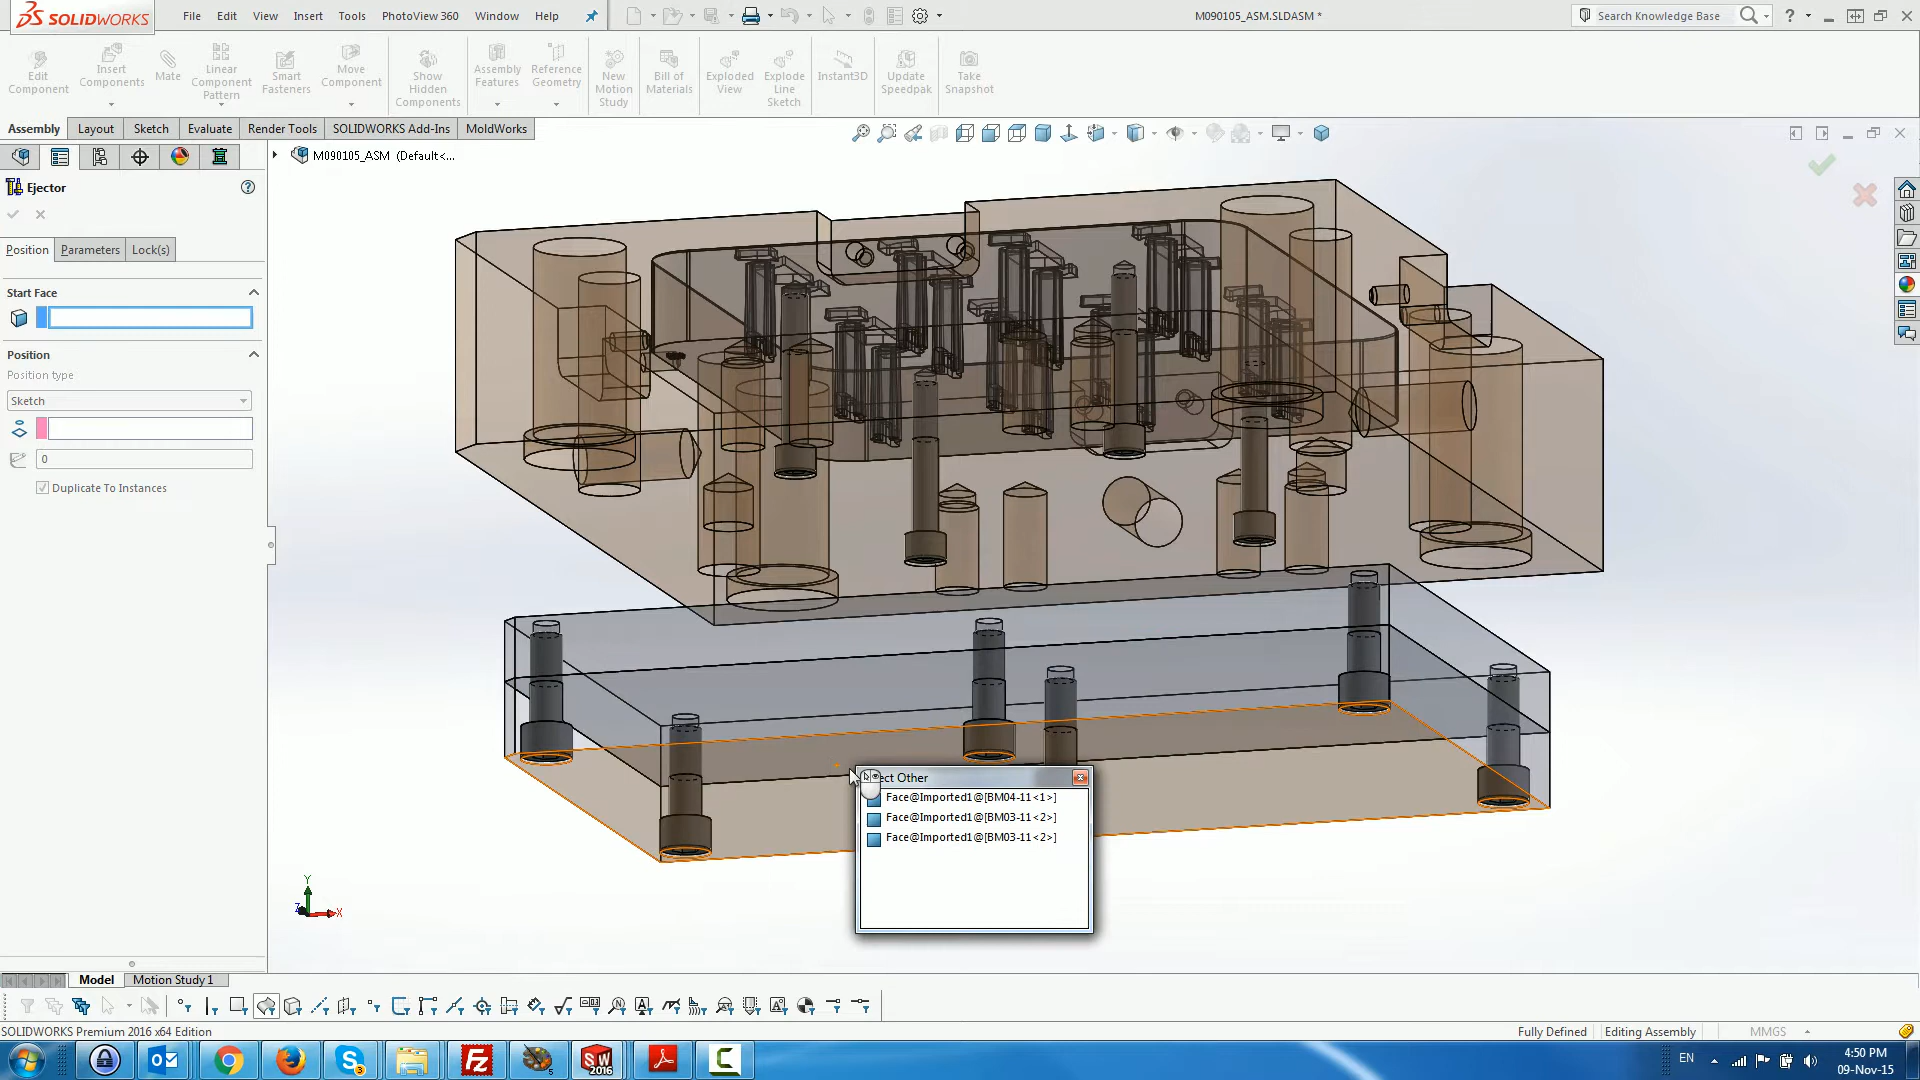 SOLIDWORKS File Edit View Insert Tools PhotoView 360 Window Help M090105_ASM.SLDASM * Search Knowledge Base ?
Edit Component Insert Components Mate Linear Component Pattern Smart Fasteners Move Component Show Hidden Components Assembly Features Reference Geometry New Motion Study Bill of Materials Exploded View Explode Line Sketch Instant3D Update Speedpak Take Snapshot
Assembly Layout Sketch Evaluate Render Tools SOLIDWORKS Add-Ins MoldWorks
M090105_ASM (Default<...
Ejector ?
Position Parameters Lock(s)
Start Face
Position
Position type
Sketch
0
Duplicate To Instances
ect Other
Face@Imported1@[BM04-11<1>]
Face@Imported1@[BM03-11<2>]
Face@Imported1@[BM03-11<2>]
Y
Z X
Model Motion Study 1
SOLIDWORKS Premium 2016 x64 Edition Fully Defined Editing Assembly MMGS
EN 4:50 PM
09-Nov-15